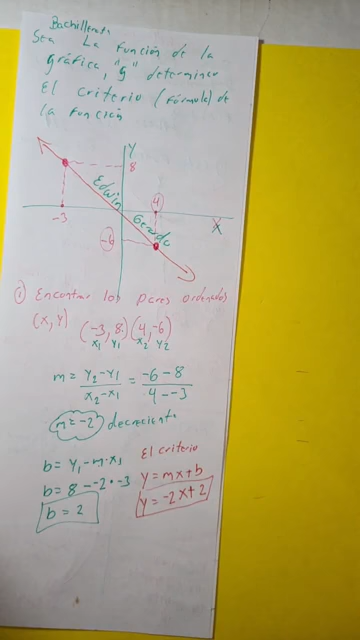 Bachillerato
Sea La Función de la
gráfica, "g" determine
El criterio (fórmula) de
La función
Y
8
Edwin
4
-3
Gerardo
X
-6
① Encontrar los pares ordenados
(X, Y) (-3, 8) (4, -6)
X1 Y1 X2 Y2
m = Y2-Y1 / X2-X1 = -6-8 / 4--3
m=-2 decreciente
El criterio
b= Y1-m·X1
Y=mx+b
b= 8--2·-3
Y=-2X+2
b=2